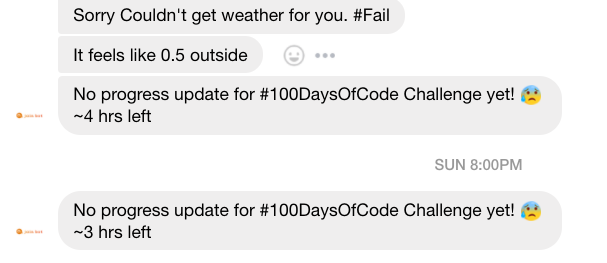 Sorry Couldn't get weather for you. #Fail
It feels like 0.5 outside
No progress update for #100DaysOfCode Challenge yet! 😰
~4 hrs left
SUN 8:00PM
No progress update for #100DaysOfCode Challenge yet! 😰
~3 hrs left